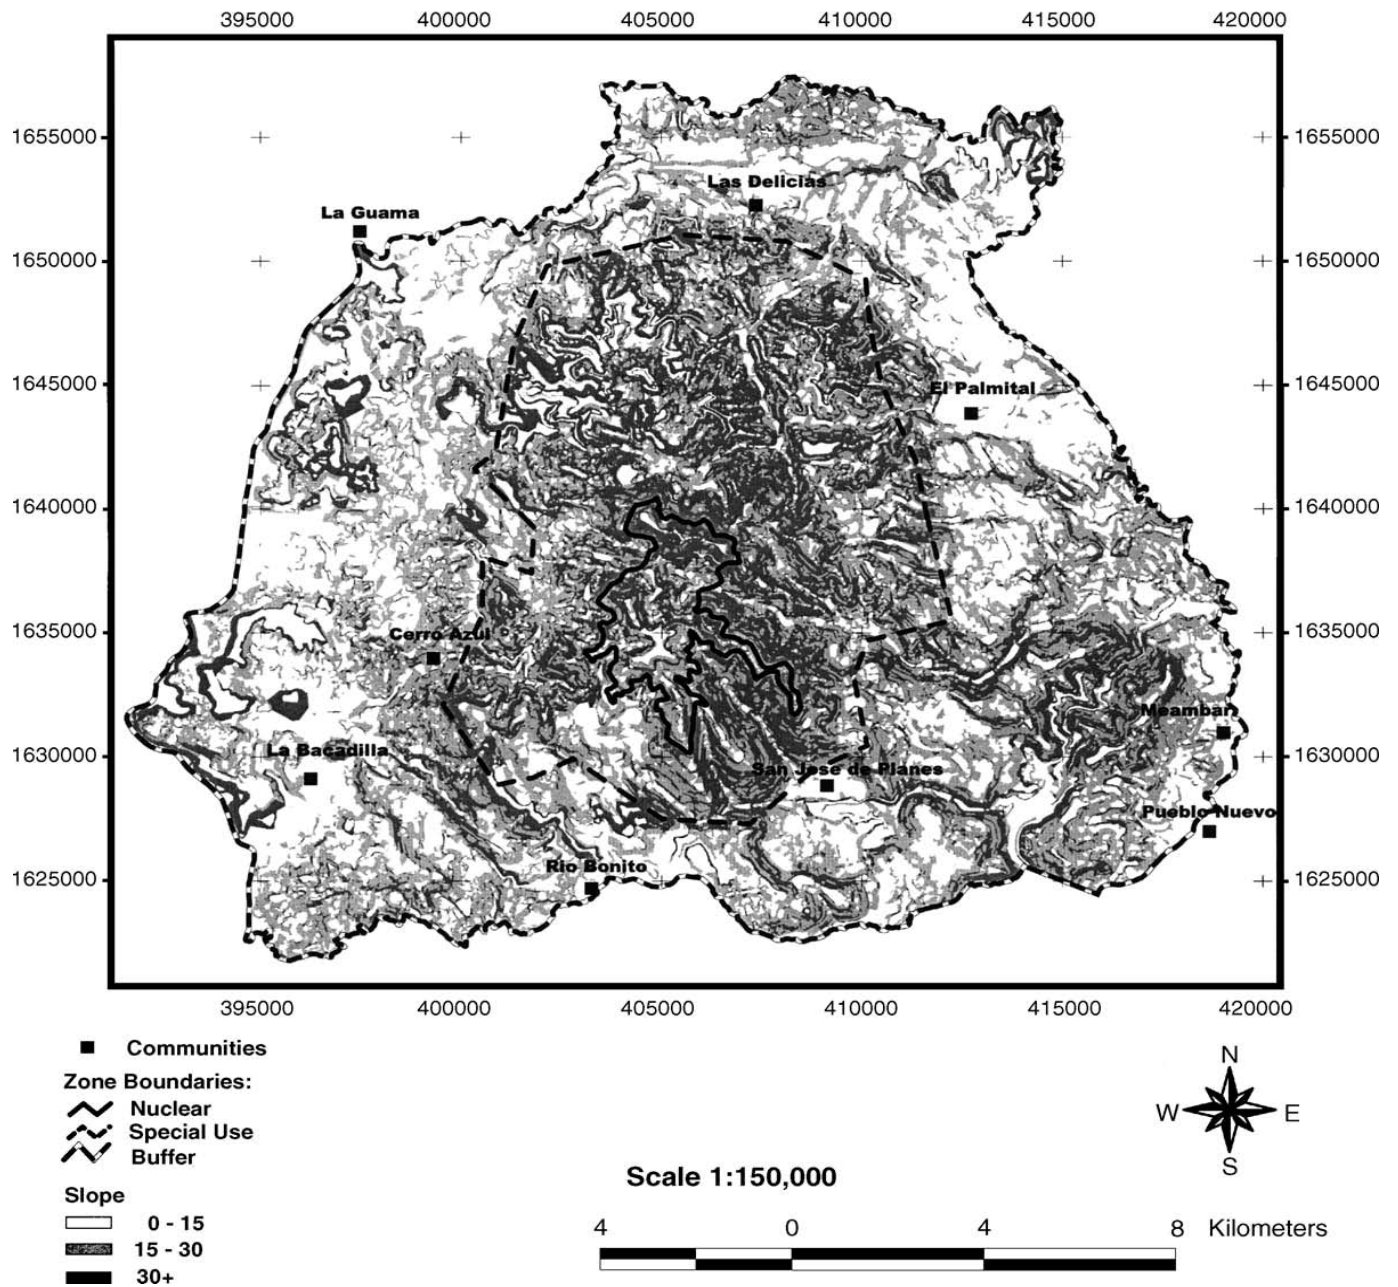 395000 400000 405000 410000 415000 420000
1655000 1655000
Las Delicias
La Guama
1650000 1650000
1645000 1645000
El Palmital
1640000 1640000
1635000 1635000
Cerro Azul
Meambar
1630000 1630000
La Bacadilla
San Jose de Planes
Pueblo Nuevo
Rio Bonito
1625000 1625000
395000 400000 405000 410000 415000 420000
Communities
Zone Boundaries:
Nuclear
Special Use
Buffer
Slope
0 - 15
15 - 30
30+
N
W E
S
Scale 1:150,000
4 0 4 8 Kilometers